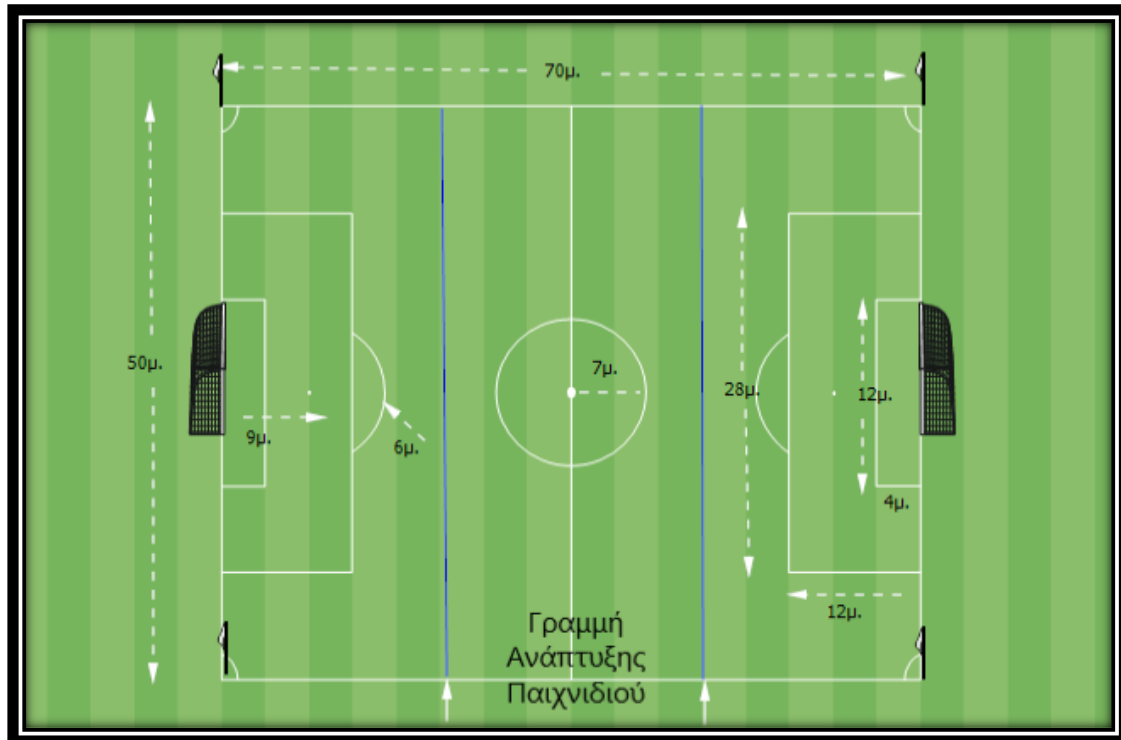 70μ.
50μ.
7μ.
28μ.
12μ.
9μ.
6μ.
4μ.
12μ.
Γραμμή
Ανάπτυξης
Παιχνιδιού